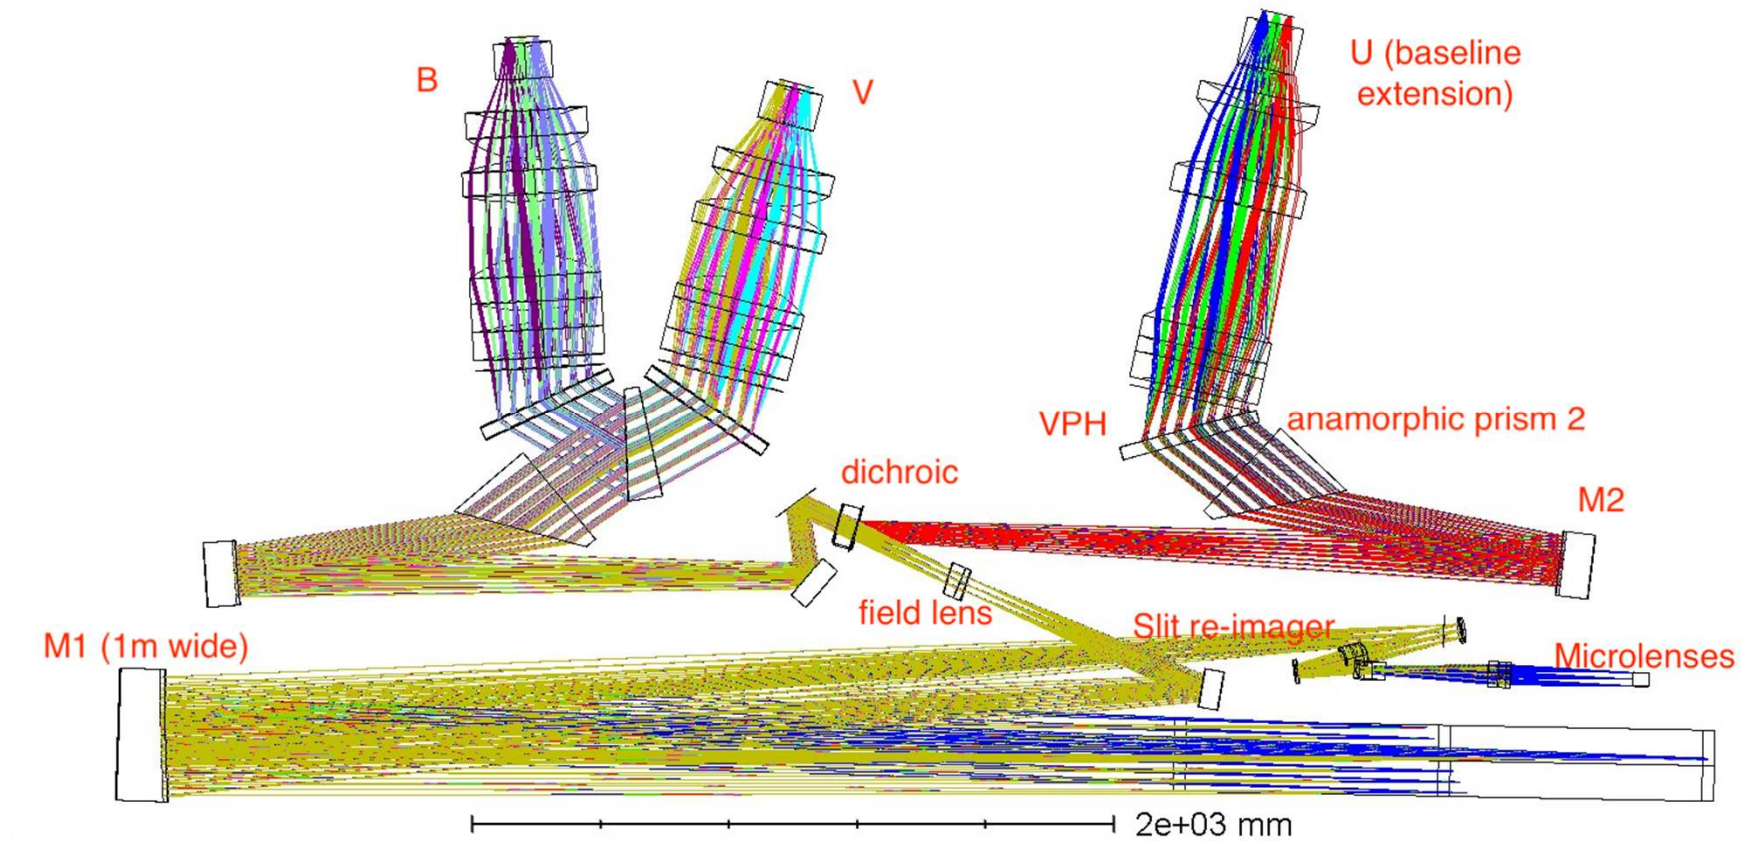 U (baseline
extension)
B
V
VPH
anamorphic prism 2
dichroic
M2
field lens
Slit re-imager
M1 (1m wide)
Microlenses
2e+03 mm